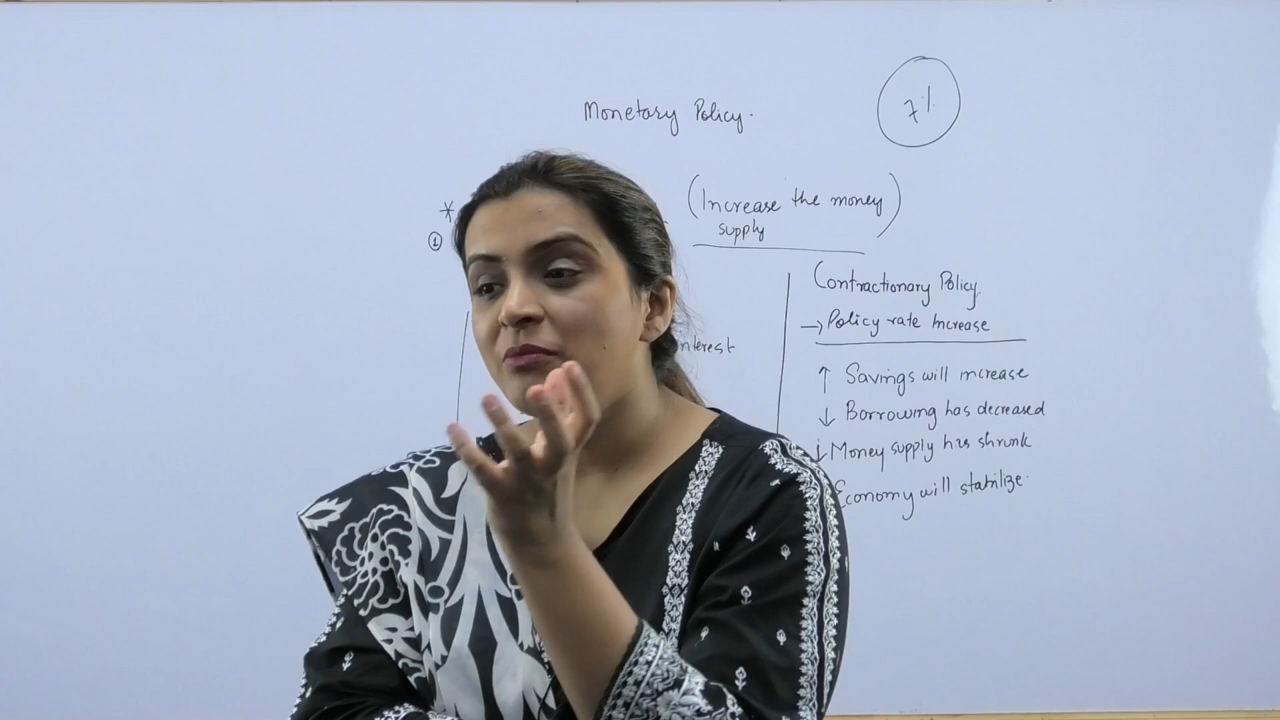 Monetary Policy.
7%
*
(Increase the money)
supply
①
Contractionary Policy.
→ Policy rate Increase
↑ Savings will increase
↓ Borrowing has decreased
↓ Money supply has shrunk
Economy will stabilize.